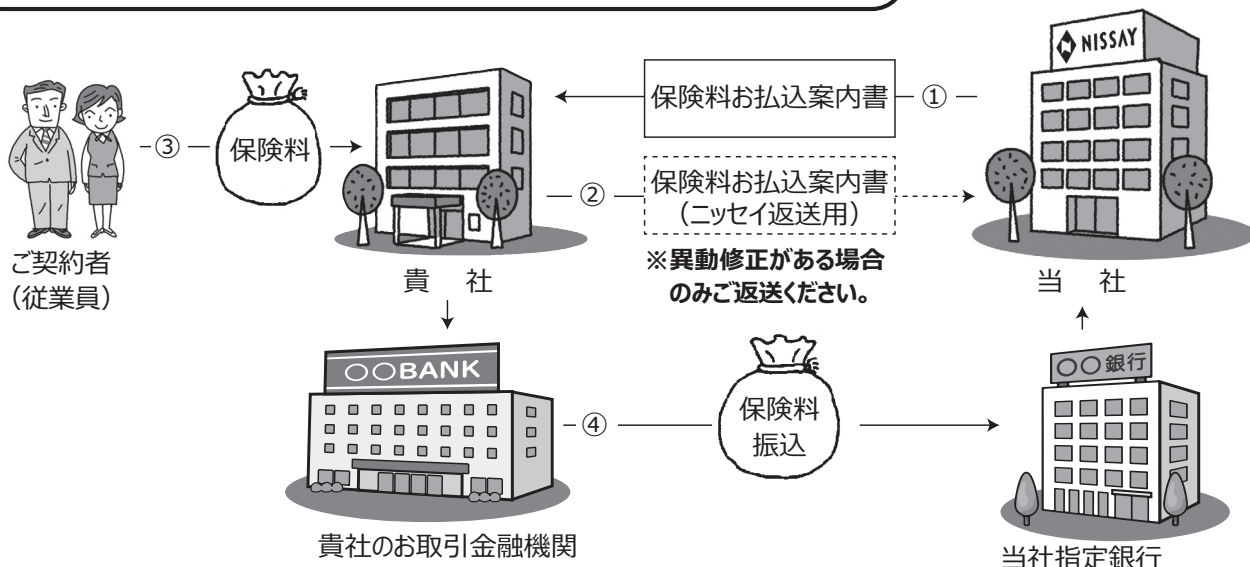 NISSAY
保険料お払込案内書
①
③
保険料
②
保険料お払込案内書
（ニッセイ返送用）
※異動修正がある場合
のみご返送ください。
ご契約者
（従業員）
貴 社
当 社
○○BANK
○○銀行
④
保険料
振込
貴社のお取引金融機関
当社指定銀行